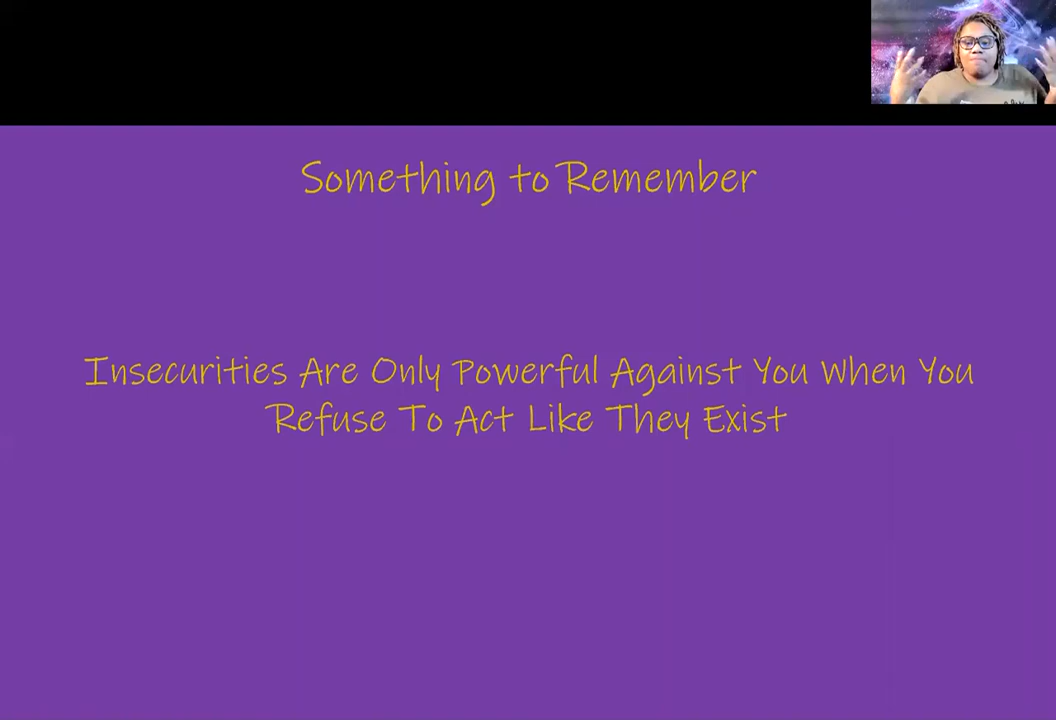 Something to Remember
Insecurities Are Only Powerful Against You When You
Refuse To Act Like They Exist